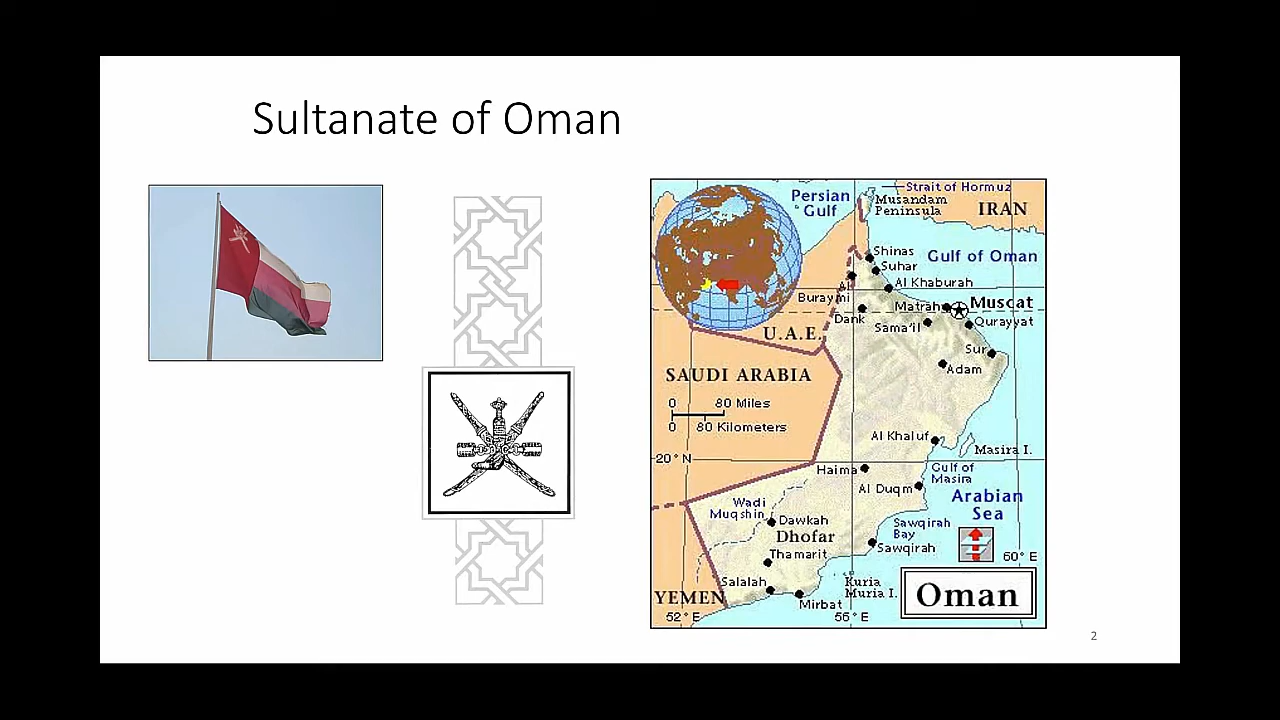 Sultanate of Oman
Persian
Gulf
Strait of Hormuz
Musandam
Peninsula
IRAN
Shinas
Suhar
Gulf of Oman
Al Khaburah
Al
Buraymi
Matrah
Muscat
Dank
Sama'il
Qurayyat
U.A.E.
Sur
Adam
SAUDI ARABIA
0 80 Miles
0 80 Kilometers
Al Khaluf
Masira I.
20° N
Haima
Gulf of
Masira
Al Duqm
Arabian
Sea
Wadi
Muqshin
Dawkah
Dhofar
Sawqirah
Bay
Sawqirah
Thamarit
60° E
Salalah
Kuria
Muria I.
Oman
YEMEN
Mirbat
52° E
56° E
2